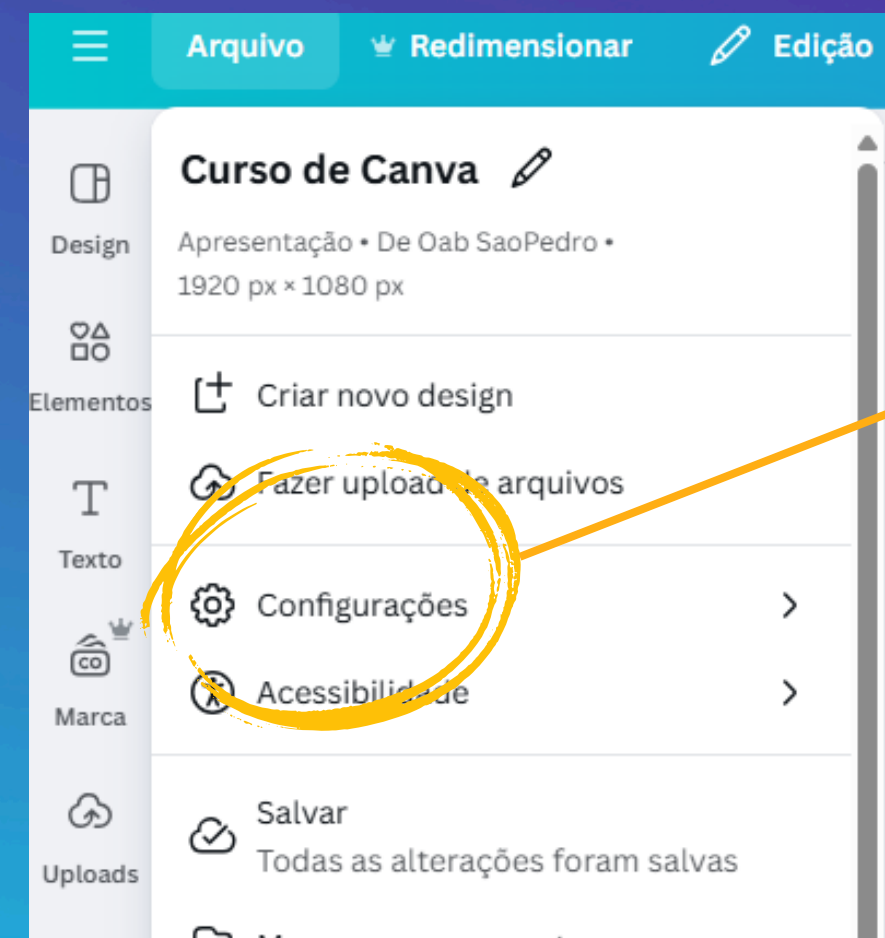 Arquivo
Redimensionar
Edição
Curso de Canva
Apresentação • De Oab SaoPedro •
1920 px × 1080 px
Design
Elementos
Texto
CO
Marca
Uploads
Criar novo design
Fazer upload de arquivos
Configurações
Acessibilidade
Salvar
Todas as alterações foram salvas